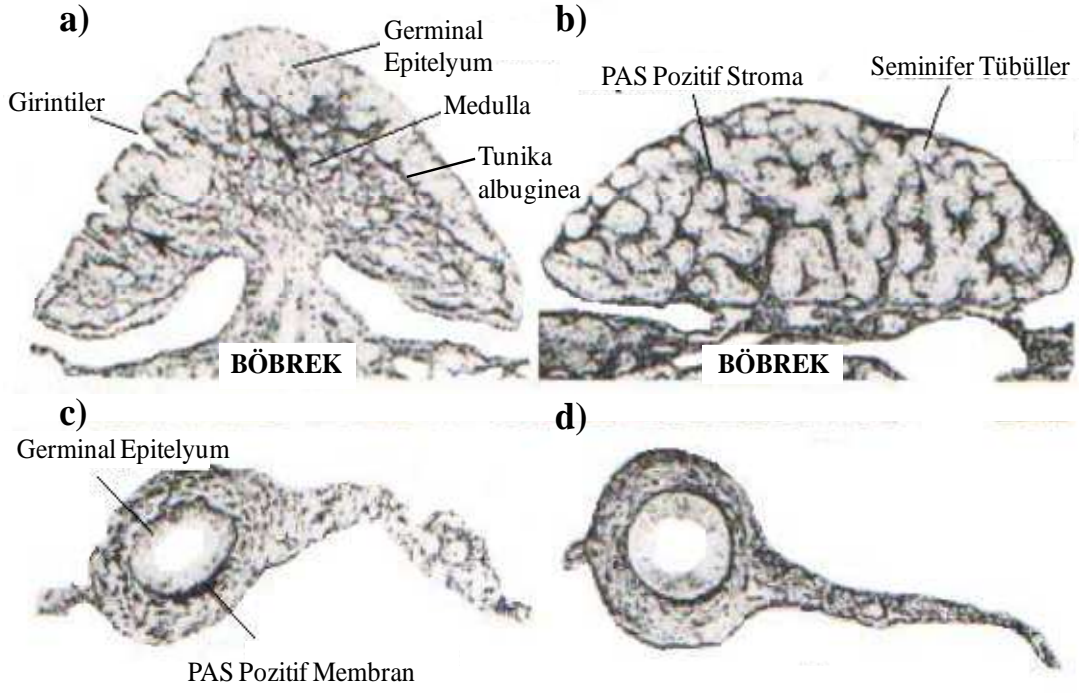 a)
Germinal
Epitelyum
Girintiler
Medulla
Tunika
albuginea
BÖBREK
b)
PAS Pozitif Stroma
Seminifer Tübüller
BÖBREK
c)
Germinal Epitelyum
PAS Pozitif Membran
d)